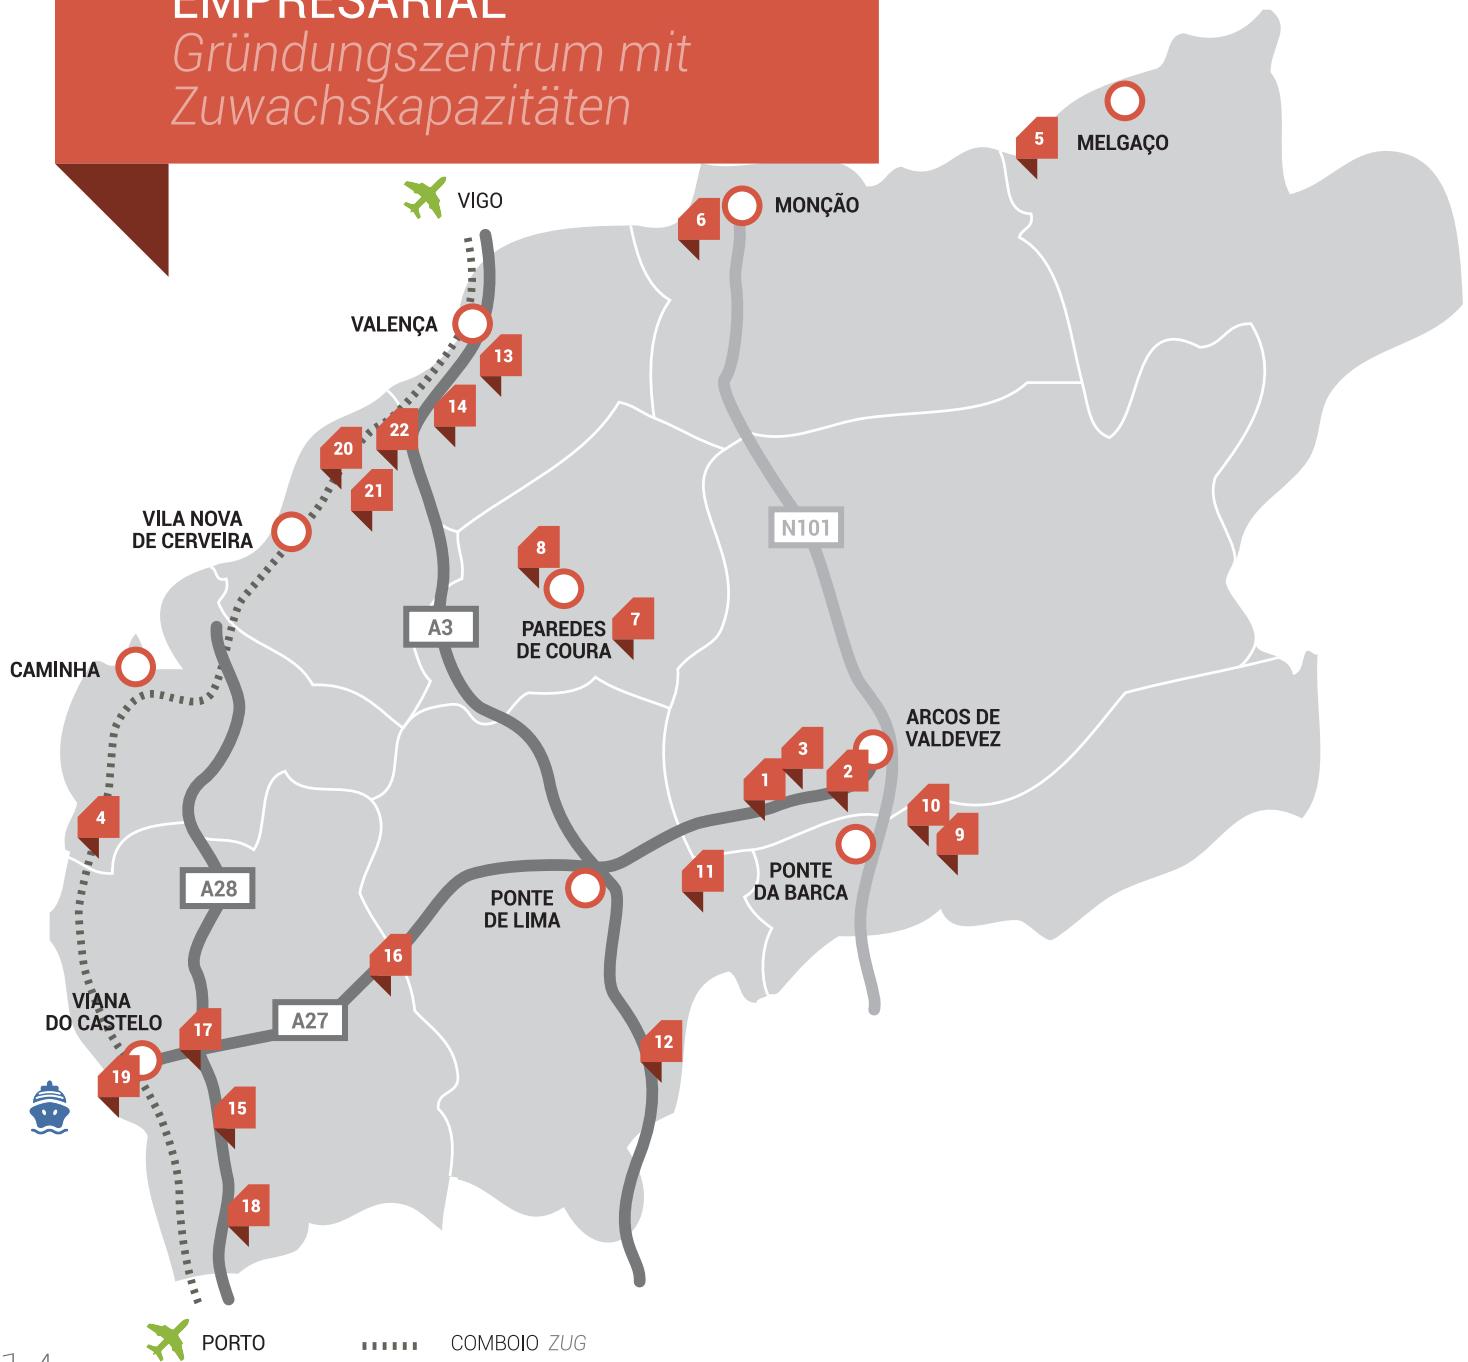 EMPRESARIAL
Gründungszentrum mit
Zuwachskapazitäten
5
MELGAÇO
VIGO
6
MONÇÃO
VALENÇA
13
14
22
20
21
VILA NOVA
DE CERVEIRA
N101
8
A3
PAREDES
DE COURA
7
CAMINHA
ARCOS DE
VALDEVEZ
3
1
2
4
10
9
11
PONTE
DA BARCA
A28
PONTE
DE LIMA
16
VIANA
DO CASTELO
17
A27
12
19
15
18
PORTO
COMBOIO ZUG